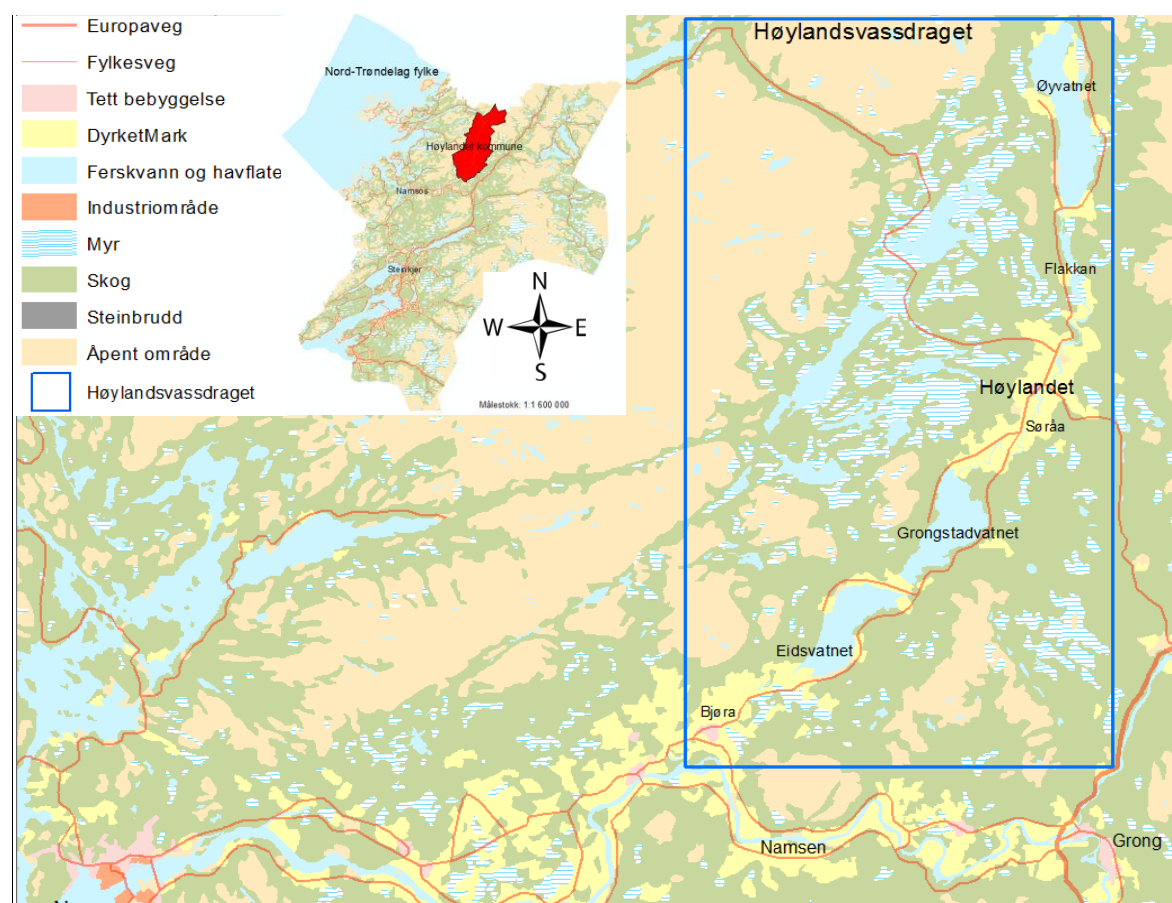 Europaveg
Fylkesveg
Tett bebyggelse
DyrketMark
Ferskvann og havflate
Industriområde
Myr
Skog
Steinbrudd
Åpent område
Høylandsvassdraget
Nord-Trøndelag fylke
Høylandet kommune
Namsos
Steinkjer
N
W
E
S
Målestokk: 1:1 600 000
Høylandsvassdraget
Øyvatnet
Flakkan
Høylandet
Søråa
Grongstadvatnet
Eidsvatnet
Bjøra
Namsen
Grong